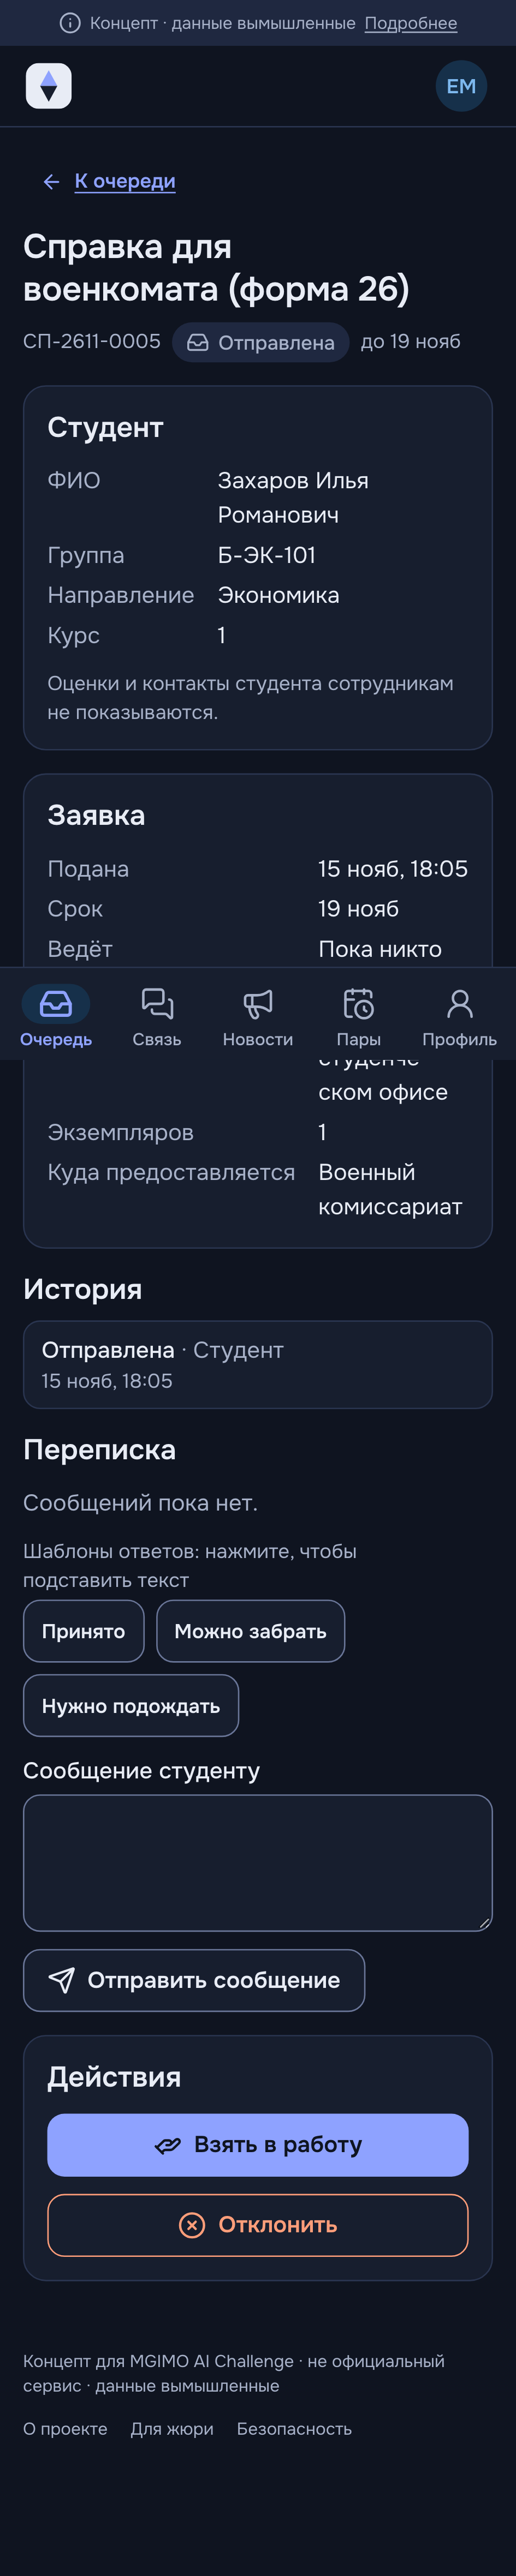 Концепт · данные вымышленные Подробнее
ЕМ
К очереди
Справка для
военкомата (форма 26)
СП-2611-0005 Отправлена до 19 нояб
Студент
ФИО Захаров Илья
Романович
Группа Б-ЭК-101
Направление Экономика
Курс 1
Оценки и контакты студента сотрудникам
не показываются.
Заявка
Подана 15 нояб, 18:05
Срок 19 нояб
Ведёт Пока никто
Очередь Связь Новости Пары Профиль
студенче
ском офисе
Экземпляров 1
Куда предоставляется Военный
комиссариат
История
Отправлена · Студент
15 нояб, 18:05
Переписка
Сообщений пока нет.
Шаблоны ответов: нажмите, чтобы
подставить текст
Принято Можно забрать
Нужно подождать
Сообщение студенту
Отправить сообщение
Действия
Взять в работу
Отклонить
Концепт для MGIMO AI Challenge · не официальный
сервис · данные вымышленные
О проекте Для жюри Безопасность